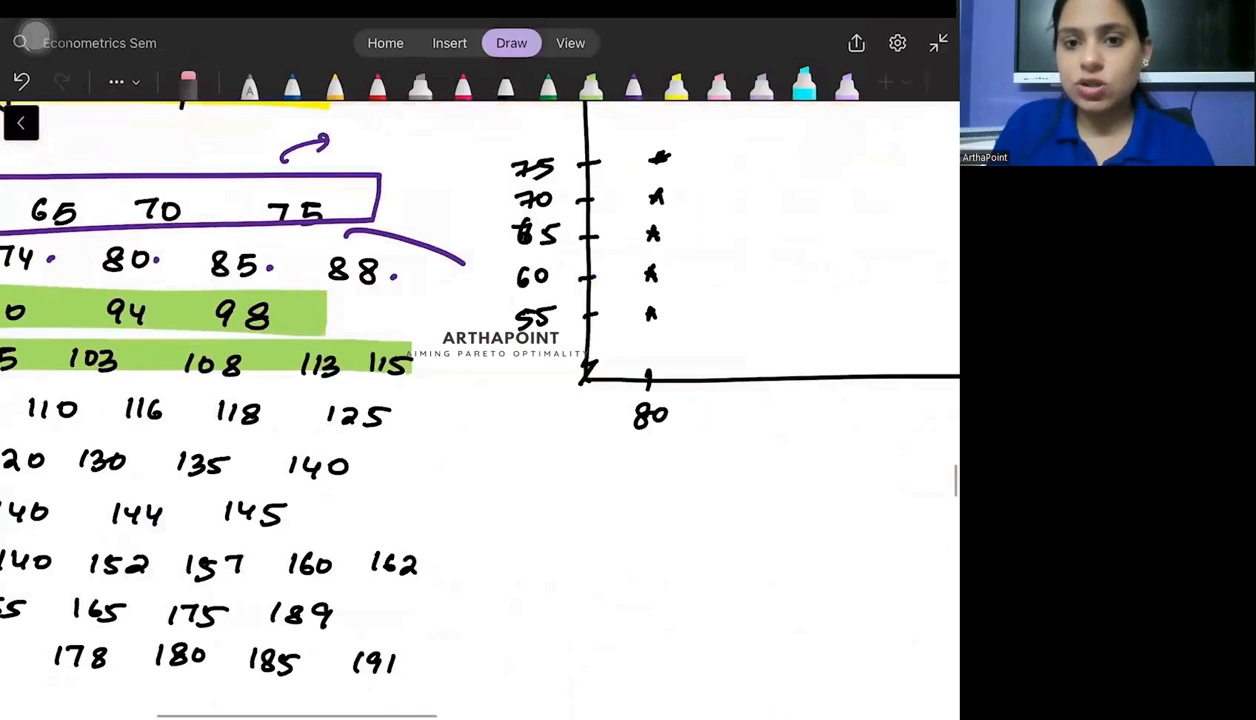 Econometrics Sem
Home Insert Draw View
ArthaPoint
65 70 75
74 80 85 88
0 94 98
5 103 108 113 115
110 116 118 125
20 130 135 140
40 144 145
140 152 157 160 162
55 165 175 189
178 180 185 191
75
70
65
60
55
80
ARTHAPOINT
AIMING PARETO OPTIMALITY